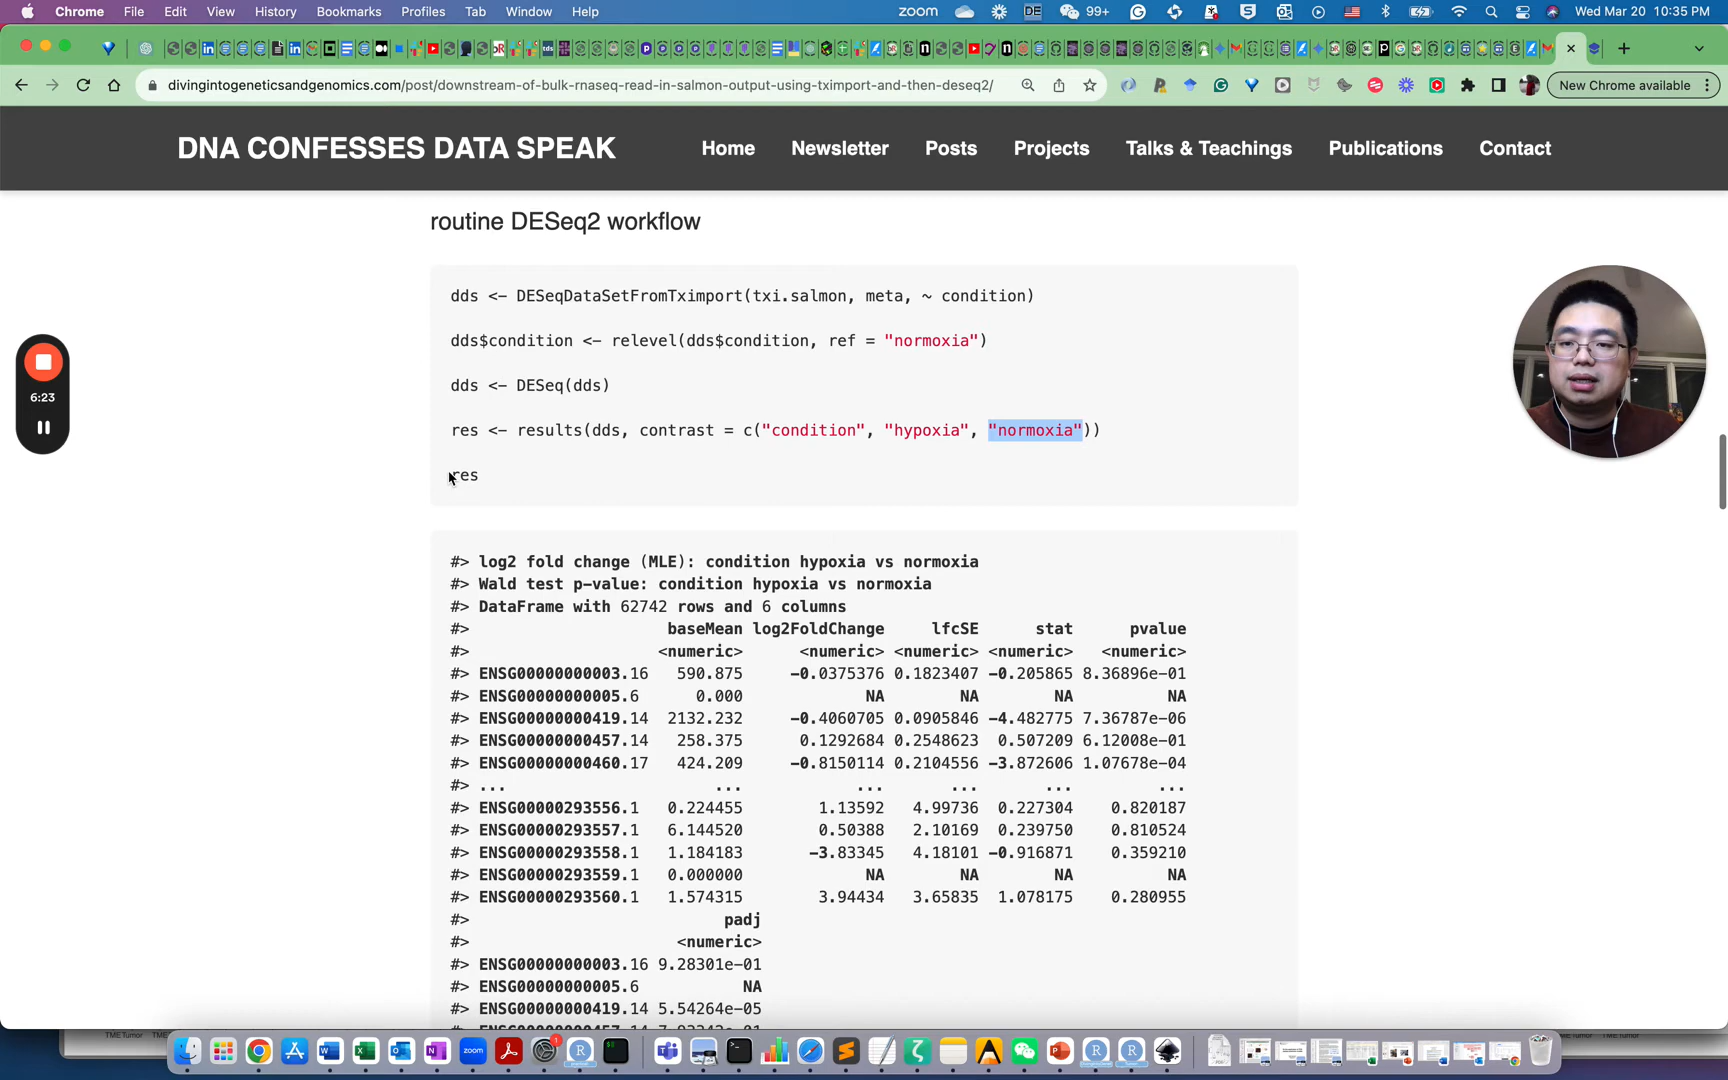 Chrome File Edit View History Bookmarks Profiles Tab Window Help zoom 99+ Wed Mar 20 10:35 PM
divingintogeneticsandgenomics.com/post/downstream-of-bulk-rnaseq-read-in-salmon-output-using-tximport-and-then-deseq2/ New Chrome available
DNA CONFESSES DATA SPEAK Home Newsletter Posts Projects Talks & Teachings Publications Contact
routine DESeq2 workflow
dds <- DESeqDataSetFromTximport(txi.salmon, meta, ~ condition)
dds$condition <- relevel(dds$condition, ref = "normoxia")
dds <- DESeq(dds)
res <- results(dds, contrast = c("condition", "hypoxia", "normoxia"))
res
6:23
#> log2 fold change (MLE): condition hypoxia vs normoxia
#> Wald test p-value: condition hypoxia vs normoxia
#> DataFrame with 62742 rows and 6 columns
#> baseMean log2FoldChange lfcSE stat pvalue
#> <numeric> <numeric> <numeric> <numeric> <numeric>
#> ENSG00000000003.16 590.875 -0.0375376 0.1823407 -0.205865 8.36896e-01
#> ENSG00000000005.6 0.000 NA NA NA NA
#> ENSG00000000419.14 2132.232 -0.4060705 0.0905846 -4.482775 7.36787e-06
#> ENSG00000000457.14 258.375 0.1292684 0.2548623 0.507209 6.12008e-01
#> ENSG00000000460.17 424.209 -0.8150114 0.2104556 -3.872606 1.07678e-04
#> ... ... ... ... ... ...
#> ENSG00000293556.1 0.224455 1.13592 4.99736 0.227304 0.820187
#> ENSG00000293557.1 6.144520 0.50388 2.10169 0.239750 0.810524
#> ENSG00000293558.1 1.184183 -3.83345 4.18101 -0.916871 0.359210
#> ENSG00000293559.1 0.000000 NA NA NA NA
#> ENSG00000293560.1 1.574315 3.94434 3.65835 1.078175 0.280955
#> padj
#> <numeric>
#> ENSG00000000003.16 9.28301e-01
#> ENSG00000000005.6 NA
#> ENSG00000000419.14 5.54264e-05